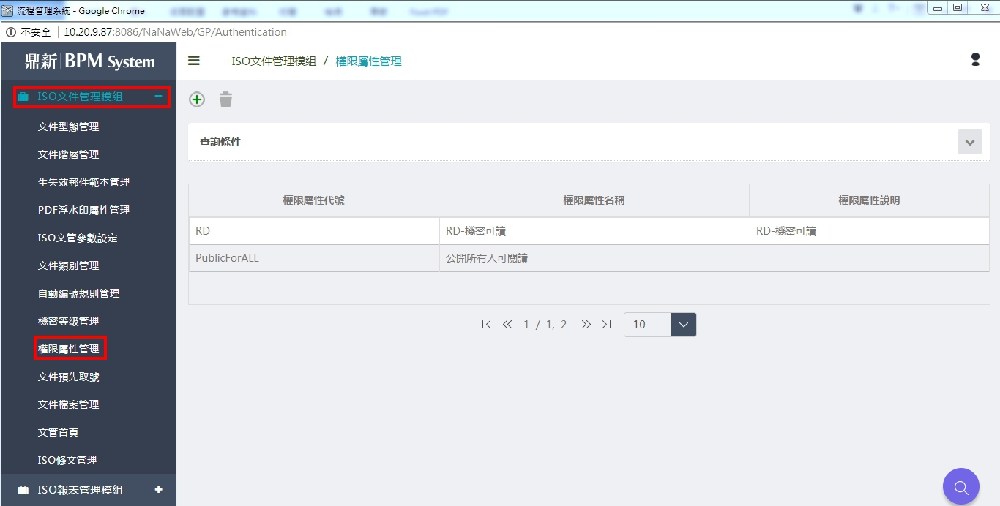 流程管理系統 - Google Chrome
不安全 10.20.9.87:8086/NaNaWeb/GP/Authentication
鼎新 BPM System
ISO文件管理模組 / 權限屬性管理
ISO文件管理模組
文件型態管理
文件階層管理
生失效郵件範本管理
PDF浮水印屬性管理
ISO文管參數設定
文件類別管理
自動編號規則管理
機密等級管理
權限屬性管理
文件預先取號
文件檔案管理
文管首頁
ISO條文管理
ISO報表管理模組
查詢條件
權限屬性代號 權限屬性名稱 權限屬性說明
RD RD-機密可讀 RD-機密可讀
PublicForALL 公開所有人可閱讀
1 / 1, 2 10